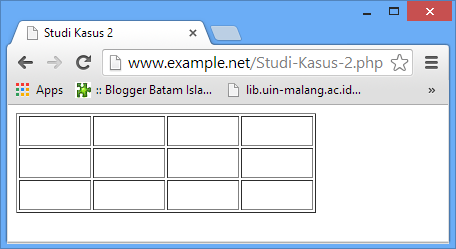 Studi Kasus 2
www.example.net/Studi-Kasus-2.php
Apps :: Blogger Batam Isla... lib.uin-malang.ac.id... »